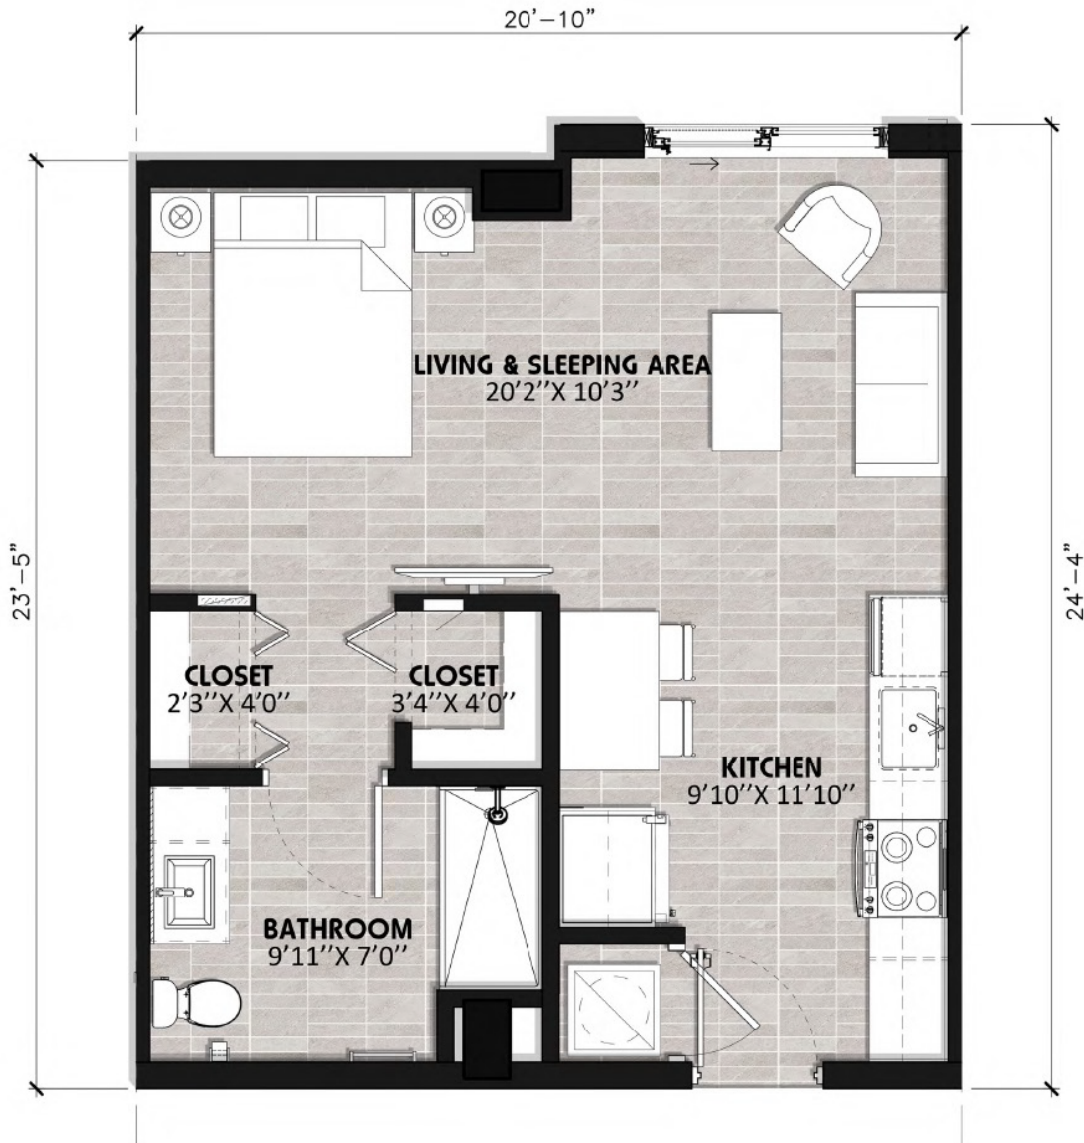 20'-10"
LIVING & SLEEPING AREA
20'2''X 10'3''
23'-5"
24'-4"
CLOSET
2'3''X 4'0''
CLOSET
3'4''X 4'0''
KITCHEN
9'10''X 11'10''
BATHROOM
9'11''X 7'0''